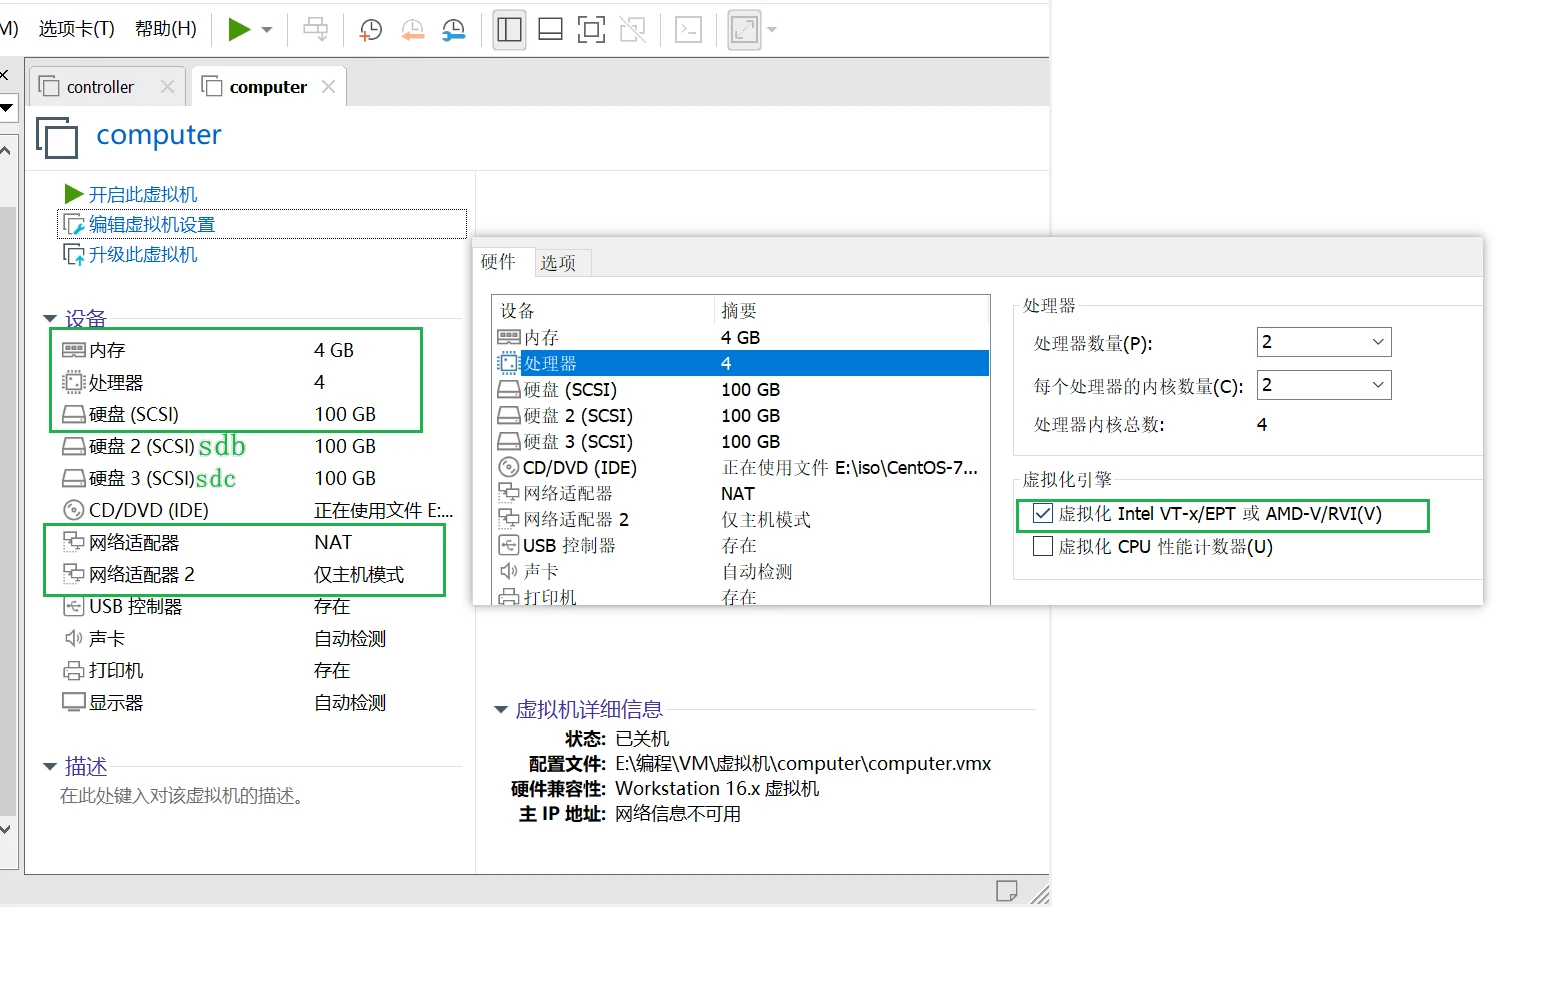 M) 选项卡(T) 帮助(H)
controller
computer
computer
开启此虚拟机
编辑虚拟机设置
升级此虚拟机
设备
内存 4 GB
处理器 4
硬盘 (SCSI) 100 GB
硬盘 2 (SCSI) sdb 100 GB
硬盘 3 (SCSI) sdc 100 GB
CD/DVD (IDE) 正在使用文件 E:...
网络适配器 NAT
网络适配器 2 仅主机模式
USB 控制器 存在
声卡 自动检测
打印机 存在
显示器 自动检测
描述
在此处键入对该虚拟机的描述。
硬件 选项
设备 摘要
内存 4 GB
处理器 4
硬盘 (SCSI) 100 GB
硬盘 2 (SCSI) 100 GB
硬盘 3 (SCSI) 100 GB
CD/DVD (IDE) 正在使用文件 E:\iso\CentOS-7...
网络适配器 NAT
网络适配器 2 仅主机模式
USB 控制器 存在
声卡 自动检测
打印机 存在
处理器
处理器数量(P): 2
每个处理器的内核数量(C): 2
处理器内核总数: 4
虚拟化引擎
虚拟化 Intel VT-x/EPT 或 AMD-V/RVI(V)
虚拟化 CPU 性能计数器(U)
虚拟机详细信息
状态: 已关机
配置文件: E:\编程\VM\虚拟机\computer\computer.vmx
硬件兼容性: Workstation 16.x 虚拟机
主 IP 地址: 网络信息不可用